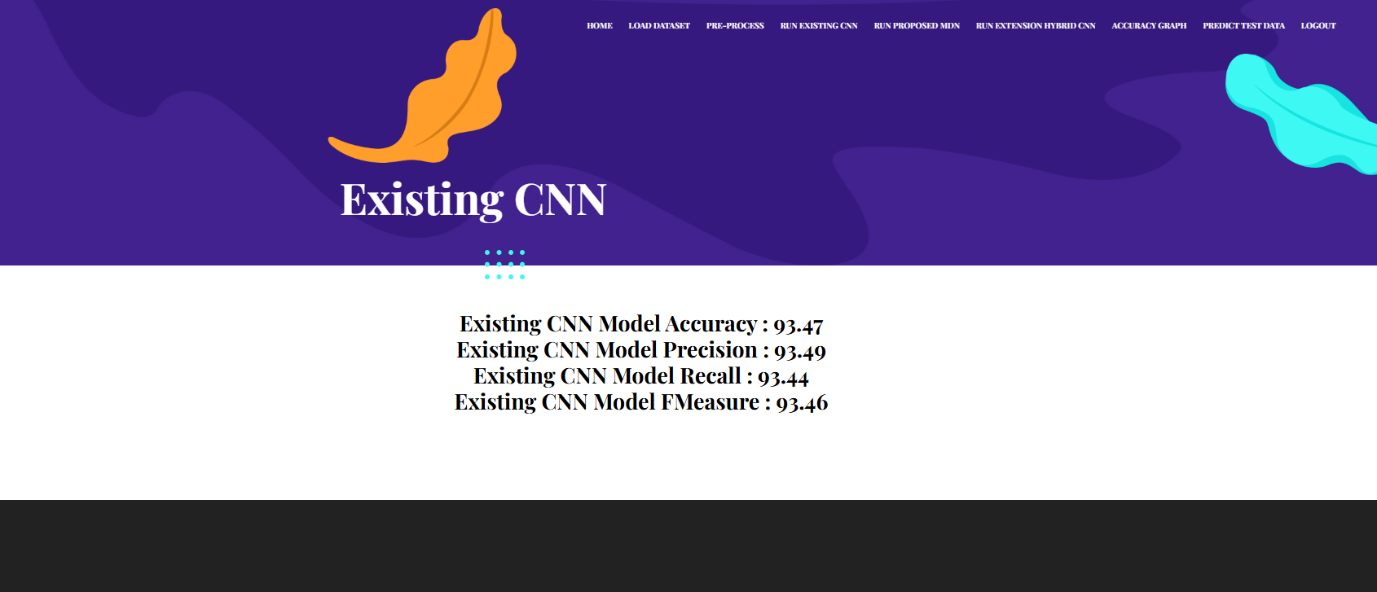 HOME LOAD DATASET PRE-PROCESS RUN EXISTING CNN RUN PROPOSED MDN RUN EXTENSION HYBRID CNN ACCURACY GRAPH PREDICT TEST DATA LOGOUT
Existing CNN
Existing CNN Model Accuracy : 93.47
Existing CNN Model Precision : 93.49
Existing CNN Model Recall : 93.44
Existing CNN Model FMeasure : 93.46